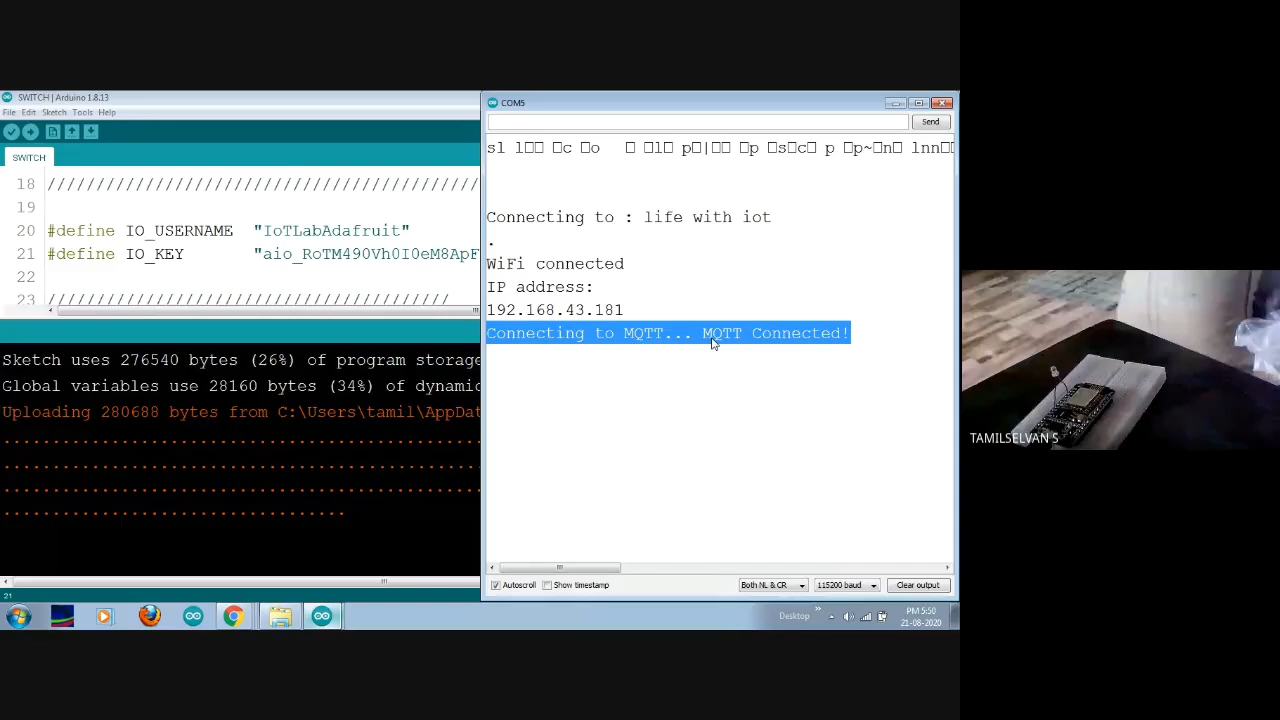 SWITCH | Arduino 1.8.13
File Edit Sketch Tools Help
SWITCH
18 /////////////////////////////////////////////
19
20 #define IO_USERNAME "IoTLabAdafruit"
21 #define IO_KEY "aio_RoTM490Vh0I0eM8ApF
22
23 /////////////////////////////////////////
Sketch uses 276540 bytes (26%) of program storage
Global variables use 28160 bytes (34%) of dynamic
Uploading 280688 bytes from C:\Users\tamil\AppDat
21
COM5
Send
Connecting to : life with iot
.
WiFi connected
IP address:
192.168.43.181
Connecting to MQTT... MQTT Connected!
Autoscroll Show timestamp Both NL & CR 115200 baud Clear output
Desktop » PM 5:50
21-08-2020
TAMILSELVAN S